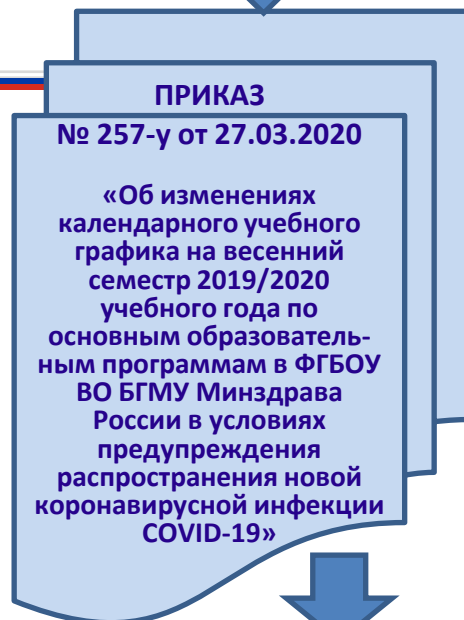 ПРИКАЗ
№ 257-у от 27.03.2020
«Об изменениях
календарного учебного
графика на весенний
семестр 2019/2020
учебного года по
основным образователь-
ным программам в ФГБОУ
ВО БГМУ Минздрава
России в условиях
предупреждения
распространения новой
коронавирусной инфекции
COVID-19»